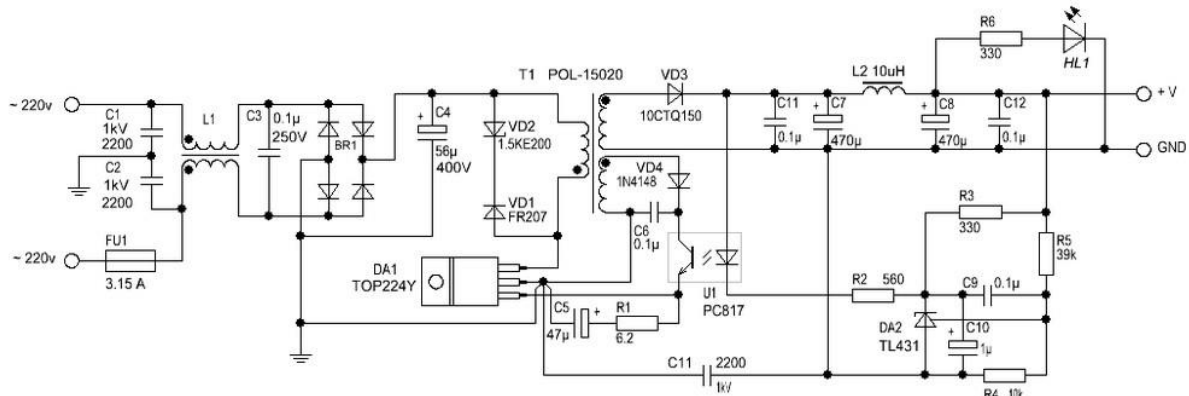 R6
330
HL1
T1 POL-15020
VD3
10CTQ150
L2 10uH
~ 220v
C1
1kV
2200
L1
C3
0.1µ
250V
BR1
+
C4
56µ
400V
VD2
1.5KE200
C11
0.1µ
+
C7
470µ
+
C8
470µ
C12
0.1µ
+ V
GND
C2
1kV
2200
VD4
1N4148
VD1
FR207
C6
0.1µ
R3
330
R5
39k
~ 220v
FU1
3.15 A
DA1
TOP224Y
U1
PC817
R2 560
C9 0.1µ
C5
47µ
+
R1
6.2
DA2
TL431
+
C10
1µ
C11 2200
1kV
R4 10k